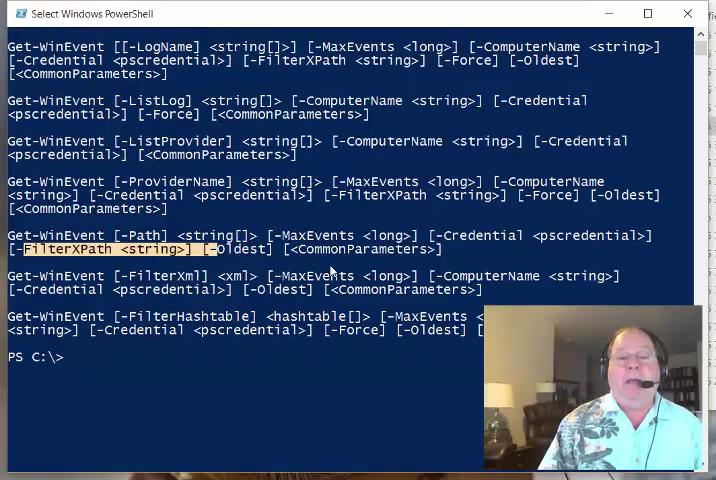 Select Windows PowerShell
Get-WinEvent [[-LogName] <string[]>] [-MaxEvents <long>] [-ComputerName <string>]
[-Credential <pscredential>] [-FilterXPath <string>] [-Force] [-Oldest]
[<CommonParameters>]
Get-WinEvent [-ListLog] <string[]> [-ComputerName <string>] [-Credential
<pscredential>] [-Force] [<CommonParameters>]
Get-WinEvent [-ListProvider] <string[]> [-ComputerName <string>] [-Credential
<pscredential>] [<CommonParameters>]
Get-WinEvent [-ProviderName] <string[]> [-MaxEvents <long>] [-ComputerName
<string>] [-Credential <pscredential>] [-FilterXPath <string>] [-Force] [-Oldest]
[<CommonParameters>]
Get-WinEvent [-Path] <string[]> [-MaxEvents <long>] [-Credential <pscredential>]
[-FilterXPath <string>] [-Oldest] [<CommonParameters>]
Get-WinEvent [-FilterXml] <xml> [-MaxEvents <long>] [-ComputerName <string>]
[-Credential <pscredential>] [-Oldest] [<CommonParameters>]
Get-WinEvent [-FilterHashtable] <hashtable[]> [-MaxEvents <
<string>] [-Credential <pscredential>] [-Force] [-Oldest] [
PS C:\>